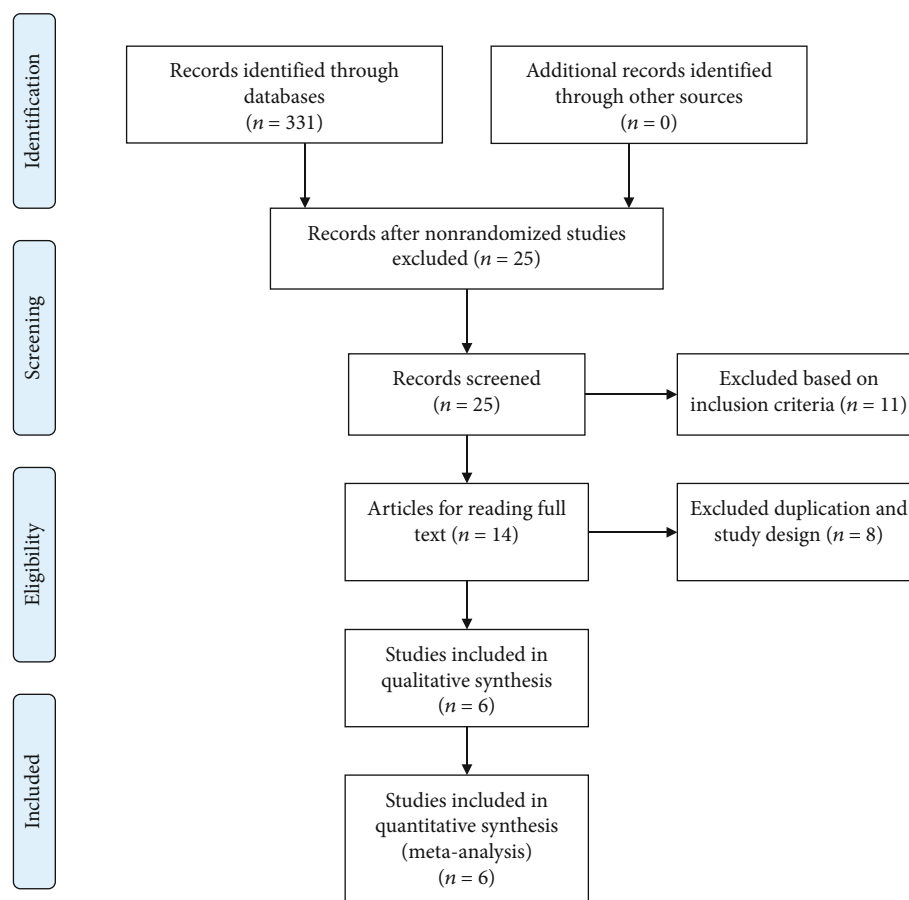 Identification
Records identified through
databases
(n = 331)
Additional records identified
through other sources
(n = 0)
Records after nonrandomized studies
excluded (n = 25)
Screening
Records screened
(n = 25)
Excluded based on
inclusion criteria (n = 11)
Eligibility
Articles for reading full
text (n = 14)
Excluded duplication and
study design (n = 8)
Studies included in
qualitative synthesis
(n = 6)
Included
Studies included in
quantitative synthesis
(meta-analysis)
(n = 6)